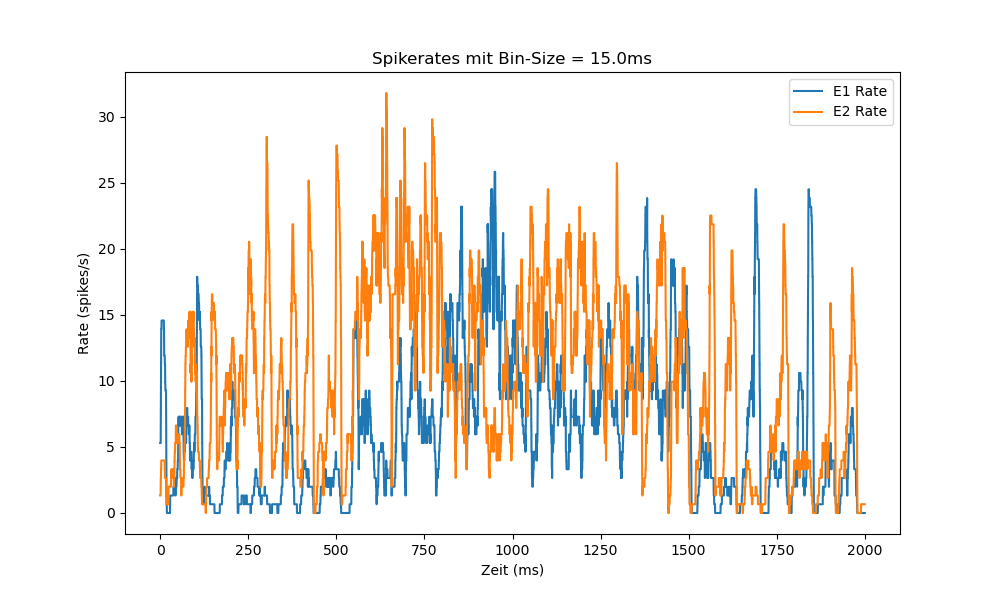 Spikerates mit Bin-Size = 15.0ms
E1 Rate
E2 Rate
30
25
20
15
10
5
0
Rate (spikes/s)
0 250 500 750 1000 1250 1500 1750 2000
Zeit (ms)